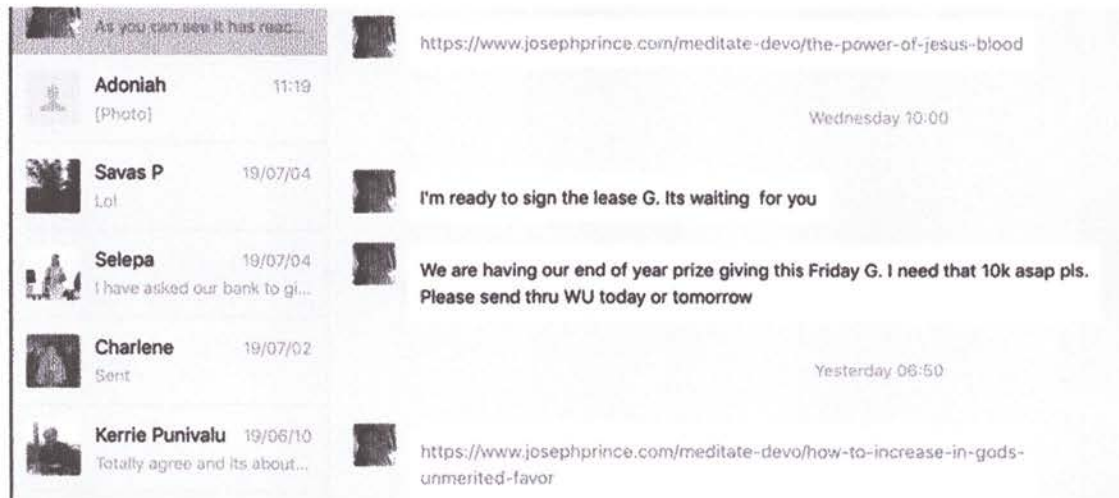 As you can see it has reac...
Adoniah 11:19
[Photo]
Savas P 19/07/04
Lol
Selepa 19/07/04
I have asked our bank to gi...
Charlene 19/07/02
Sent
Kerrie Punivalu 19/06/10
Totally agree and its about...
https://www.josephprince.com/meditate-devo/the-power-of-jesus-blood
Wednesday 10:00
I'm ready to sign the lease G. Its waiting for you
We are having our end of year prize giving this Friday G. I need that 10k asap pls.
Please send thru WU today or tomorrow
Yesterday 06:50
https://www.josephprince.com/meditate-devo/how-to-increase-in-gods-
unmerited-favor